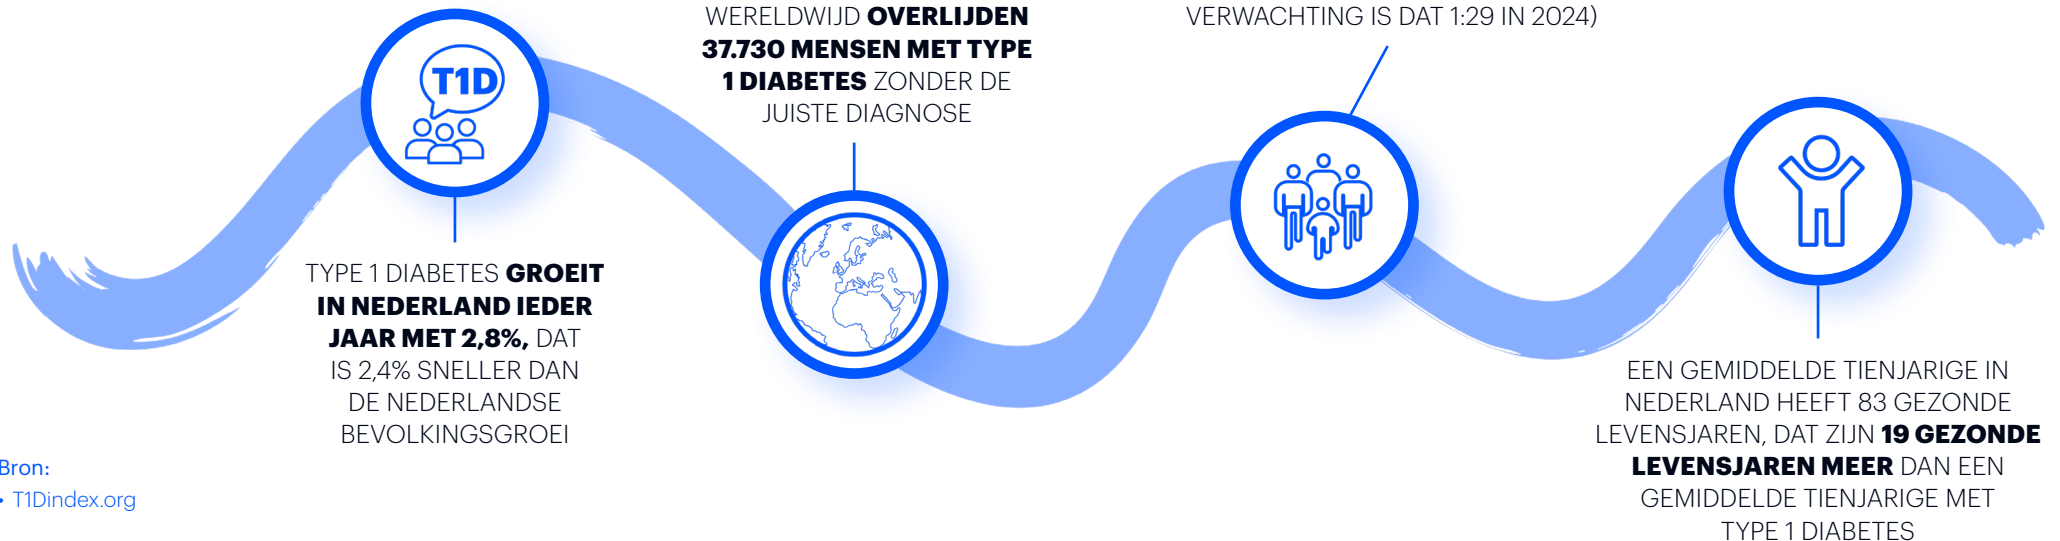 T1D
TYPE 1 DIABETES GROEIT
IN NEDERLAND IEDER
JAAR MET 2,8%, DAT
IS 2,4% SNELLER DAN
DE NEDERLANDSE
BEVOLKINGSGROEI
WERELDWIJD OVERLIJDEN
37.730 MENSEN MET TYPE
1 DIABETES ZONDER DE
JUISTE DIAGNOSE
VERWACHTING IS DAT 1:29 IN 2024)
EEN GEMIDDELDE TIENJARIGE IN
NEDERLAND HEEFT 83 GEZONDE
LEVENSJAREN, DAT ZIJN 19 GEZONDE
LEVENSJAREN MEER DAN EEN
GEMIDDELDE TIENJARIGE MET
TYPE 1 DIABETES
Bron:
• T1Dindex.org